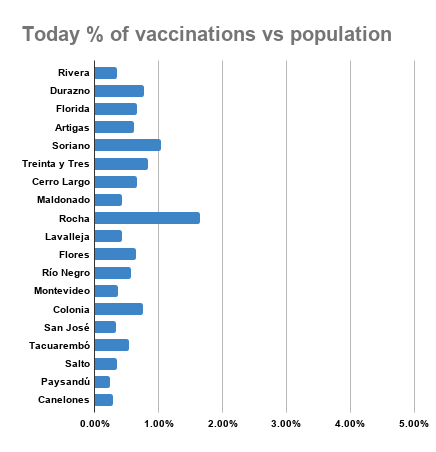 Today % of vaccinations vs population
Rivera
Durazno
Florida
Artigas
Soriano
Treinta y Tres
Cerro Largo
Maldonado
Rocha
Lavalleja
Flores
Río Negro
Montevideo
Colonia
San José
Tacuarembó
Salto
Paysandú
Canelones
0.00% 1.00% 2.00% 3.00% 4.00% 5.00%